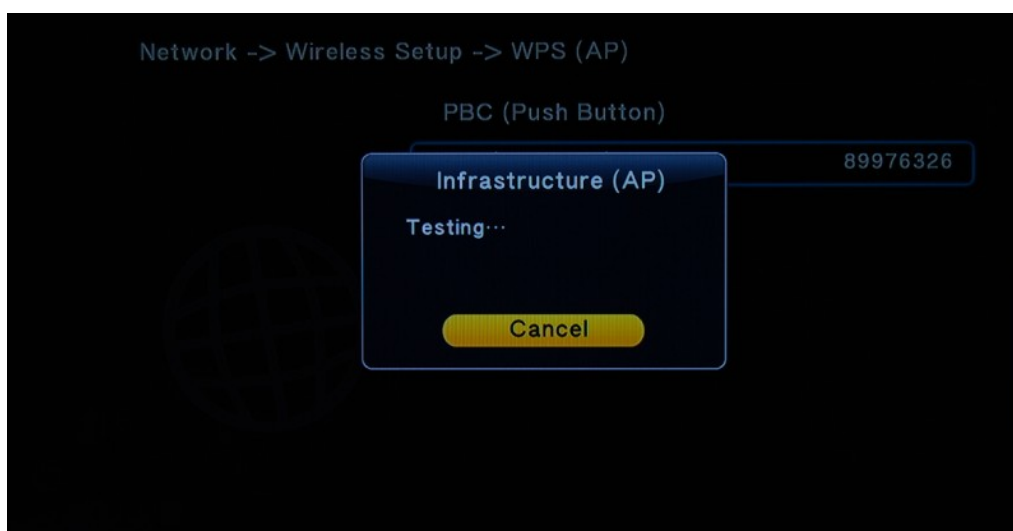 Network -> Wireless Setup -> WPS (AP)
PBC (Push Button)
89976326
Infrastructure (AP)
Testing···
Cancel